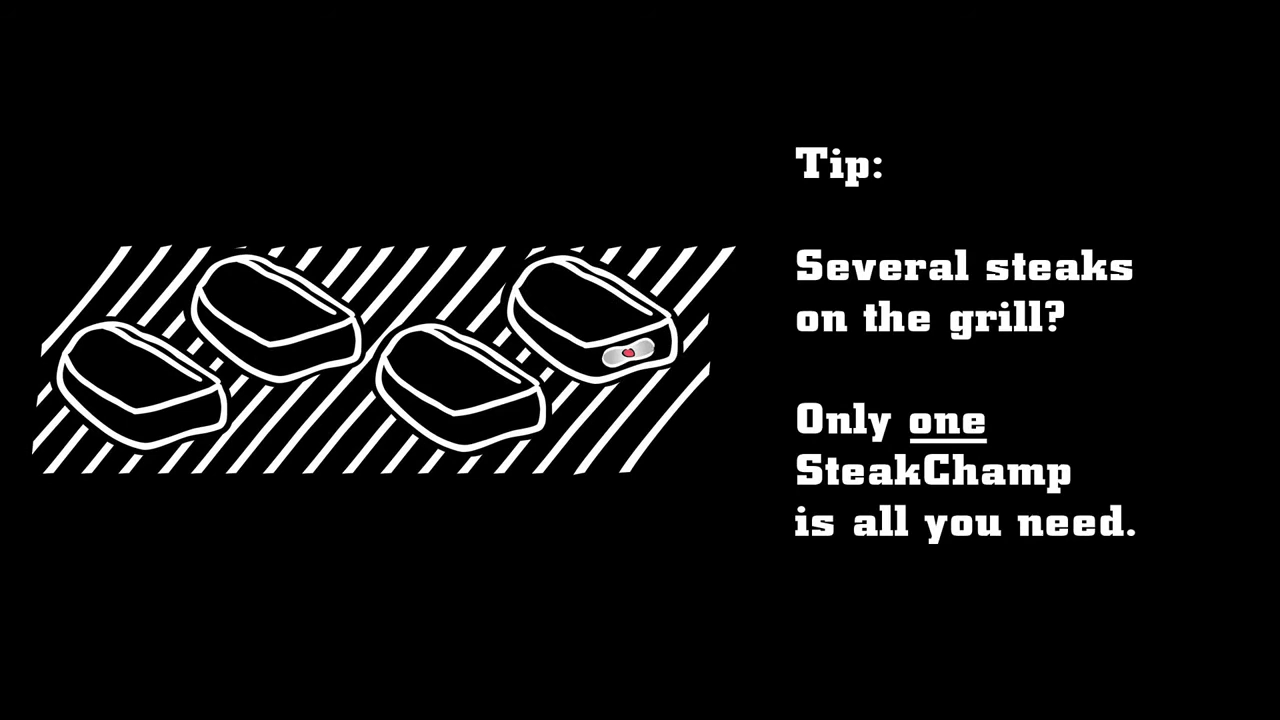 Tip:
Several steaks
on the grill?
Only one
SteakChamp
is all you need.